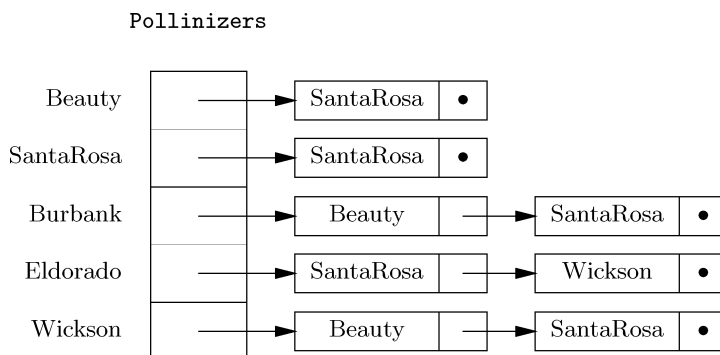 Pollinizers
Beauty SantaRosa
SantaRosa SantaRosa
Burbank Beauty SantaRosa
Eldorado SantaRosa Wickson
Wickson Beauty SantaRosa